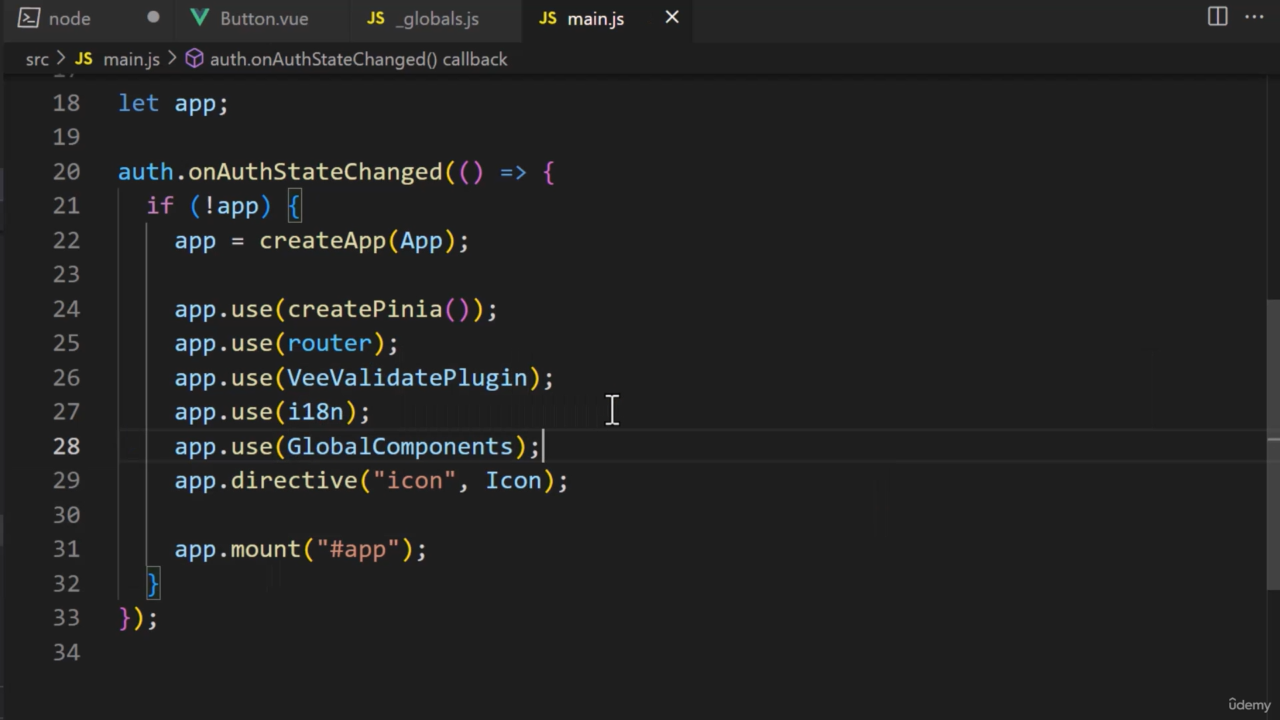 node Button.vue JS _globals.js JS main.js
src > JS main.js > auth.onAuthStateChanged() callback
18 let app;
19
20 auth.onAuthStateChanged(() => {
21 if (!app) {
22 app = createApp(App);
23
24 app.use(createPinia());
25 app.use(router);
26 app.use(VeeValidatePlugin);
27 app.use(i18n);
28 app.use(GlobalComponents);
29 app.directive("icon", Icon);
30
31 app.mount("#app");
32 }
33 });
34
ûdemy